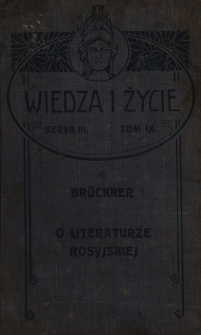 WIEDZA I ŻYCIE
SERYA III. TOM IX.
BRÜCKNER
O LITERATURZE
ROSYJSKIEJ